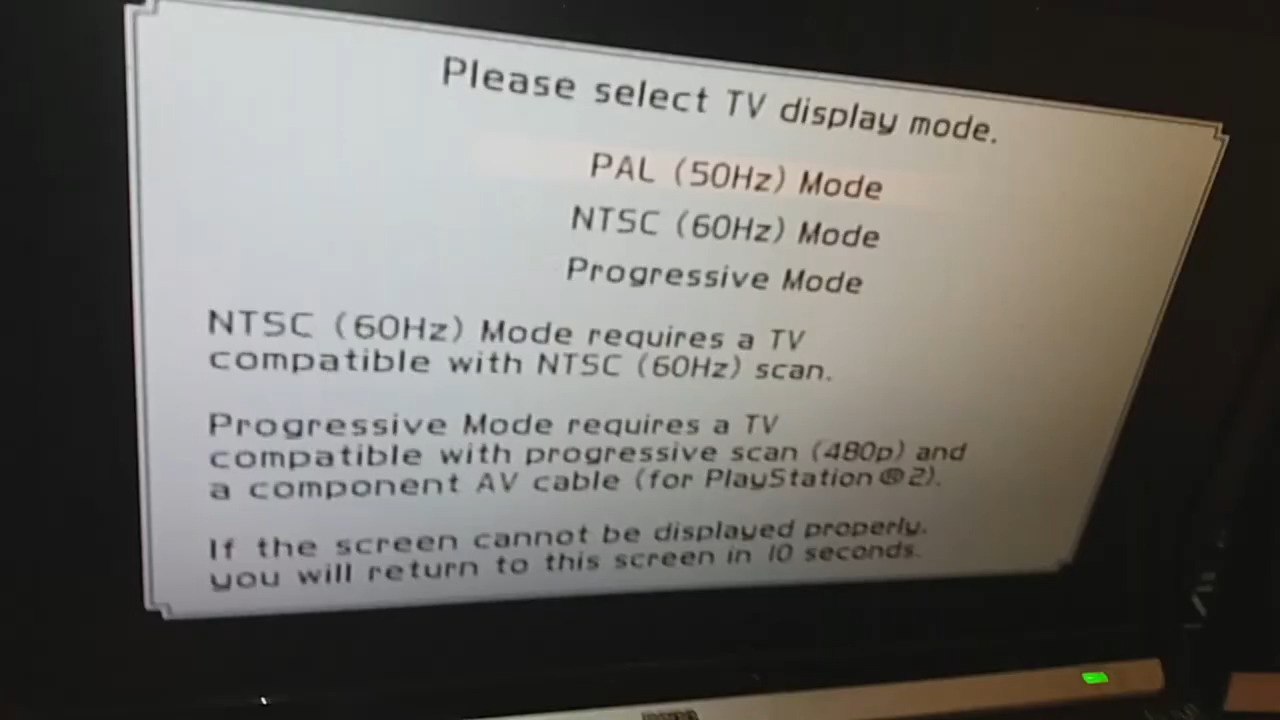 Please select TV display mode.
PAL (50Hz) Mode
NTSC (60Hz) Mode
Progressive Mode
NTSC (60Hz) Mode requires a TV
compatible with NTSC (60Hz) scan.
Progressive Mode requires a TV
compatible with progressive scan (480p) and
a component AV cable (for PlayStation®2).
If the screen cannot be displayed properly.
you will return to this screen in 10 seconds.